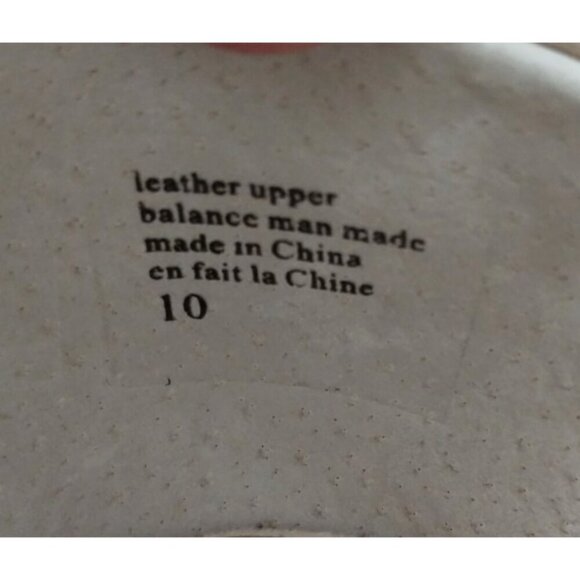 leather upper
balance man made
made in China
en fait la Chine
10